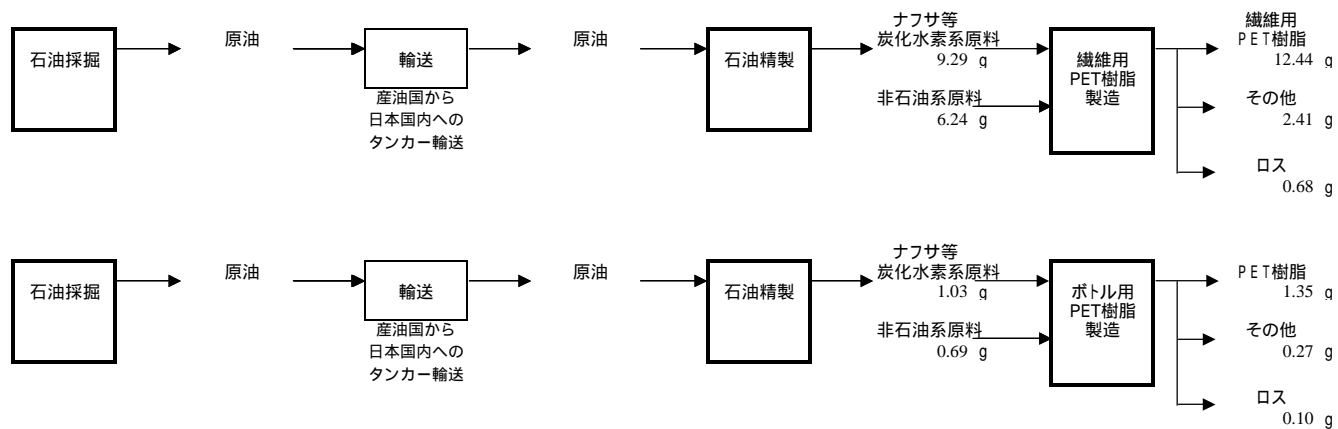 石油採掘
原油
輸送
産油国から
日本国内への
タンカー輸送
原油
石油精製
ナフサ等
炭化水素系原料
9.29 g
非石油系原料
6.24 g
繊維用
PET樹脂
製造
繊維用
PET樹脂
12.44 g
その他
2.41 g
ロス
0.68 g
石油採掘
原油
輸送
産油国から
日本国内への
タンカー輸送
原油
石油精製
ナフサ等
炭化水素系原料
1.03 g
非石油系原料
0.69 g
ボトル用
PET樹脂
製造
PET樹脂
1.35 g
その他
0.27 g
ロス
0.10 g